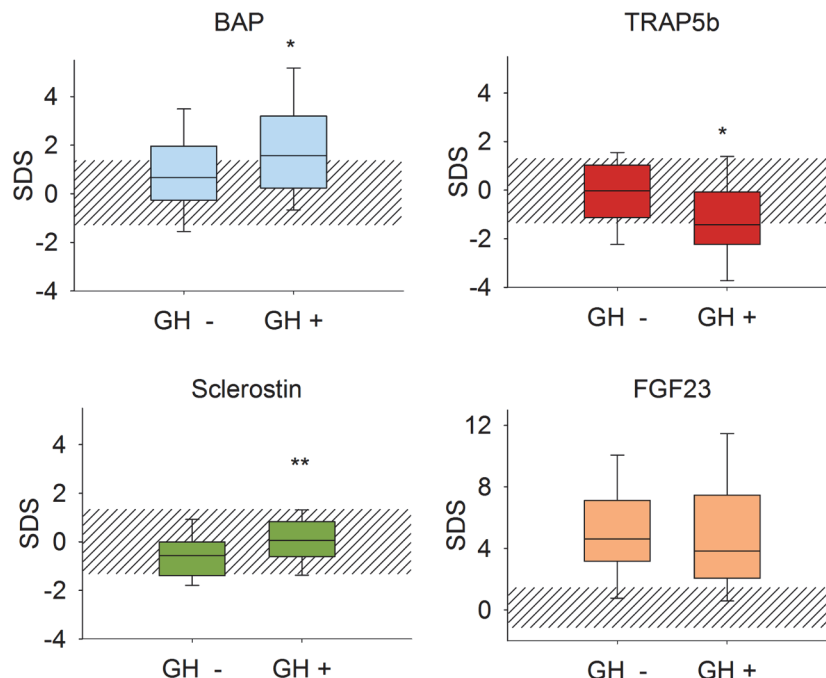 BAP
*
SDS
4
2
0
-2
-4
GH -
GH +
TRAP5b
*
SDS
4
2
0
-2
-4
GH -
GH +
Sclerostin
**
SDS
4
2
0
-2
-4
GH -
GH +
FGF23
SDS
12
8
4
0
GH -
GH +